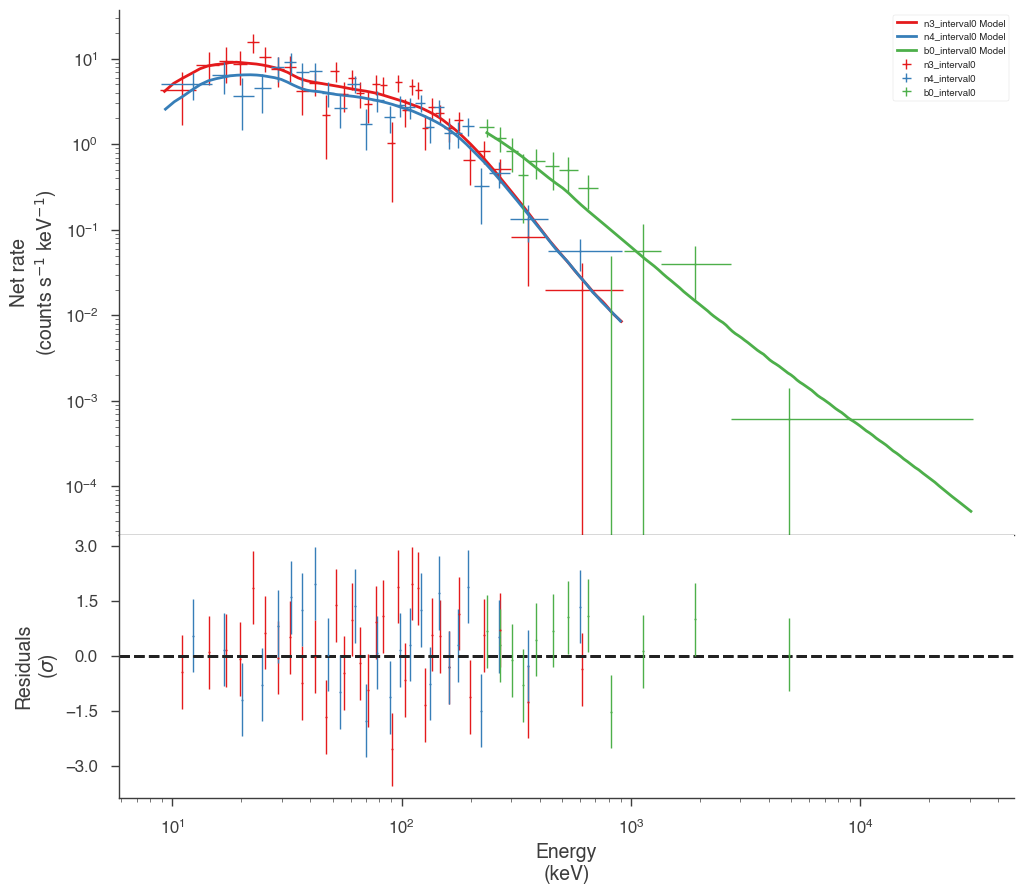 n3_interval0 Model
n4_interval0 Model
b0_interval0 Model
n3_interval0
n4_interval0
b0_interval0
10¹
10⁰
10⁻¹
10⁻²
10⁻³
10⁻⁴
Net rate
(counts s⁻¹ keV⁻¹)
3.0
1.5
0.0
−1.5
−3.0
Residuals
(σ)
10¹ 10² 10³ 10⁴
Energy
(keV)